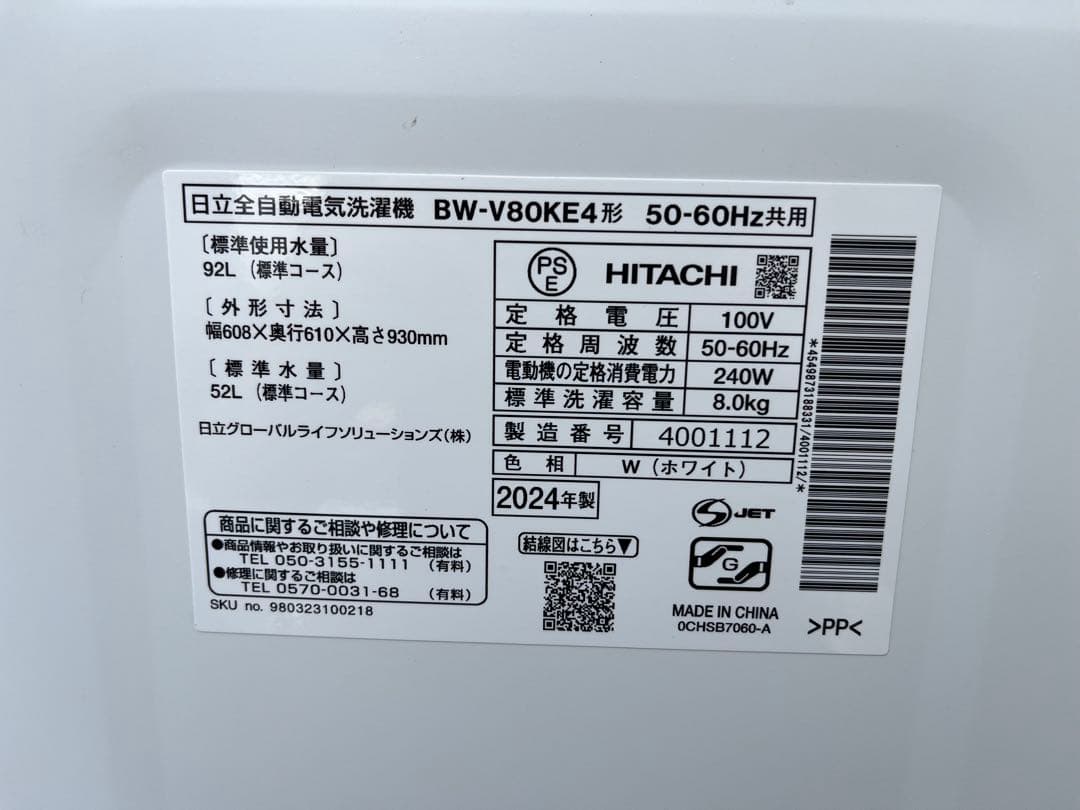 日立全自動電気洗濯機 BW-V80KE4形 50-60Hz共用
〔標準使用水量〕
92L（標準コース）
〔外形寸法〕
幅608×奥行610×高さ930mm
〔標準水量〕
52L（標準コース）
日立グローバルライフソリューションズ（株）
PS
E
HITACHI
定格電圧 100V
定格周波数 50-60Hz
電動機の定格消費電力 240W
標準洗濯容量 8.0kg
製造番号 4001112
色相 W（ホワイト）
2024年製
*4549873188331/4001112/*
商品に関するご相談や修理について
●商品情報やお取り扱いに関するご相談は
TEL 050-3155-1111（有料）
●修理に関するご相談は
TEL 0570-0031-68（有料）
SKU no. 980323100218
結線図はこちら▼
S JET
G
MADE IN CHINA
0CHSB7060-A
>PP<